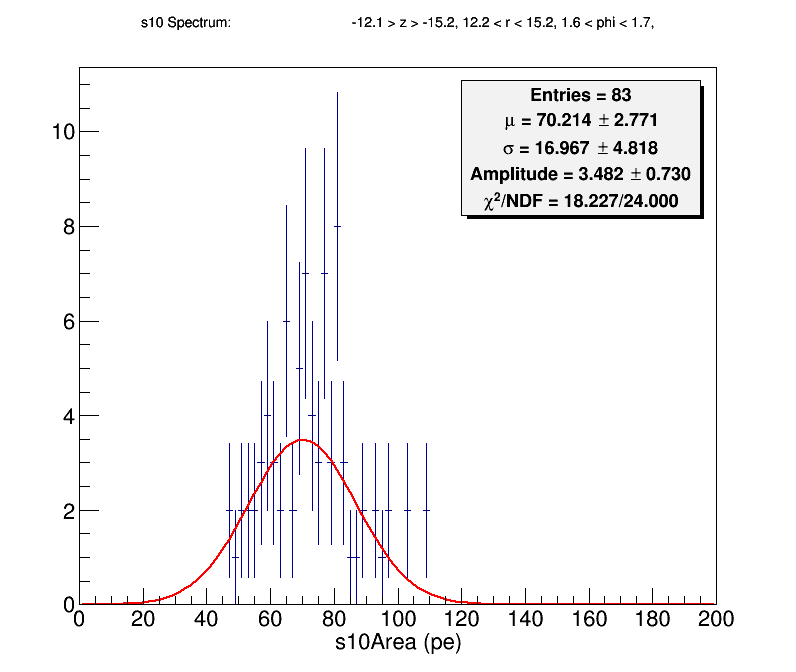 s10 Spectrum: -12.1 > z > -15.2, 12.2 < r < 15.2, 1.6 < phi < 1.7,
Entries = 83
μ = 70.214 ± 2.771
σ = 16.967 ± 4.818
Amplitude = 3.482 ± 0.730
χ²/NDF = 18.227/24.000
10
8
6
4
2
0
0 20 40 60 80 100 120 140 160 180 200
s10Area (pe)